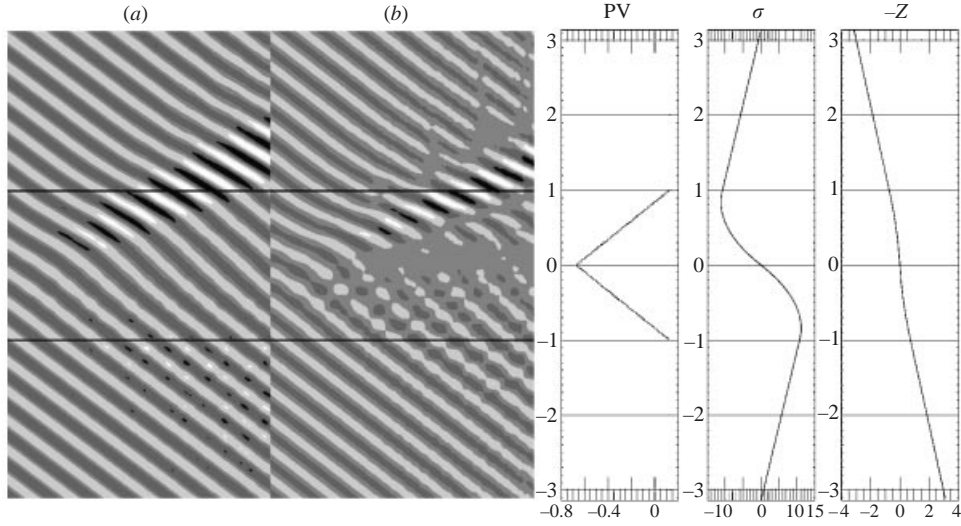 (a) (b) PV σ –Z
3 3 3
2 2 2
1 1 1
0 0 0
–1 –1 –1
–2 –2 –2
–3 –3 –3
–0.8 –0.4 0 –10 0 10 15 –4 –2 0 2 4